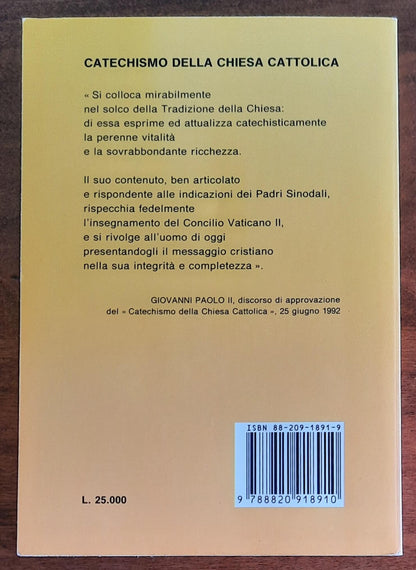 CATECHISMO DELLA CHIESA CATTOLICA
« Si colloca mirabilmente
nel solco della Tradizione della Chiesa:
di essa esprime ed attualizza catechisticamente
la perenne vitalità
e la sovrabbondante ricchezza.
Il suo contenuto, ben articolato
e rispondente alle indicazioni dei Padri Sinodali,
rispecchia fedelmente
l'insegnamento del Concilio Vaticano II,
e si rivolge all'uomo di oggi
presentandogli il messaggio cristiano
nella sua integrità e completezza ».
GIOVANNI PAOLO II, discorso di approvazione
del « Catechismo della Chiesa Cattolica », 25 giugno 1992
ISBN 88-209-1891-9
9 788820 918910
L. 25.000